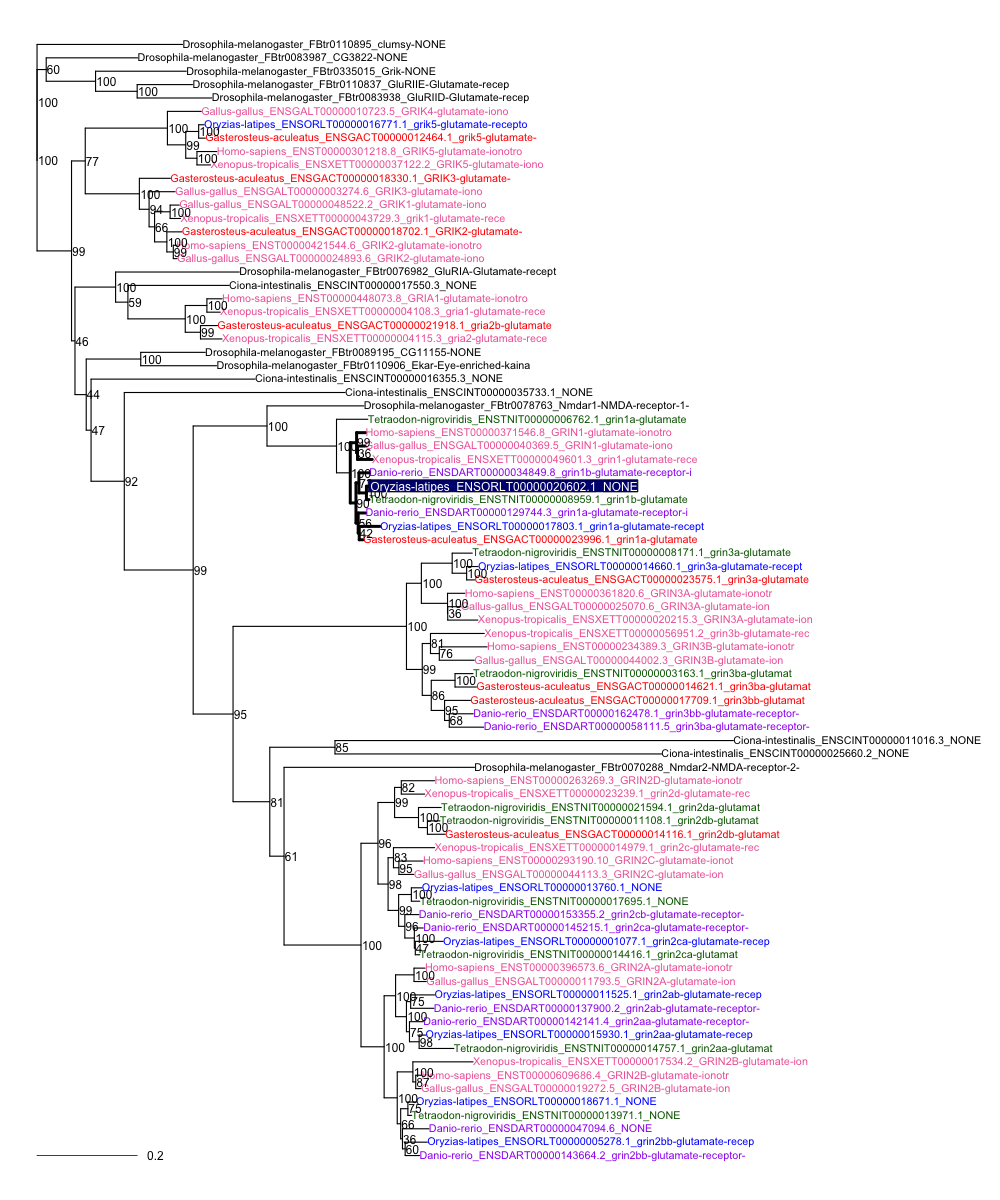 Drosophila-melanogaster_FBtr0110895_clumsy-NONE
Drosophila-melanogaster_FBtr0083987_CG3822-NONE
60
Drosophila-melanogaster_FBtr0335015_Grik-NONE
100
Drosophila-melanogaster_FBtr0110837_GluRIIE-Glutamate-recep
100
Drosophila-melanogaster_FBtr0083938_GluRIID-Glutamate-recep
100
Gallus-gallus_ENSGALT00000010723.5_GRIK4-glutamate-iono
Oryzias-latipes_ENSORLT00000016771.1_grik5-glutamate-recepto
100
100
Gasterosteus-aculeatus_ENSGACT00000012464.1_grik5-glutamate-
99
Homo-sapiens_ENST00000301218.8_GRIK5-glutamate-ionotro
100
100
77
Xenopus-tropicalis_ENSXETT00000037122.2_GRIK5-glutamate-iono
Gasterosteus-aculeatus_ENSGACT00000018330.1_GRIK3-glutamate-
100
Gallus-gallus_ENSGALT00000003274.6_GRIK3-glutamate-iono
Gallus-gallus_ENSGALT00000048522.2_GRIK1-glutamate-iono
94
100
Xenopus-tropicalis_ENSXETT00000043729.3_grik1-glutamate-rece
66
Gasterosteus-aculeatus_ENSGACT00000018702.1_GRIK2-glutamate-
100
Homo-sapiens_ENST00000421544.6_GRIK2-glutamate-ionotro
99
99
Gallus-gallus_ENSGALT00000024893.6_GRIK2-glutamate-iono
Drosophila-melanogaster_FBtr0076982_GluRIA-Glutamate-recept
100
Ciona-intestinalis_ENSCINT00000017550.3_NONE
59
Homo-sapiens_ENST00000448073.8_GRIA1-glutamate-ionotro
100
Xenopus-tropicalis_ENSXETT00000004108.3_gria1-glutamate-rece
100
Gasterosteus-aculeatus_ENSGACT00000021918.1_gria2b-glutamate
99
Xenopus-tropicalis_ENSXETT00000004115.3_gria2-glutamate-rece
46
Drosophila-melanogaster_FBtr0089195_CG11155-NONE
100
Drosophila-melanogaster_FBtr0110906_Ekar-Eye-enriched-kaina
Ciona-intestinalis_ENSCINT00000016355.3_NONE
44
Ciona-intestinalis_ENSCINT00000035733.1_NONE
Drosophila-melanogaster_FBtr0078763_Nmdar1-NMDA-receptor-1-
Tetraodon-nigroviridis_ENSTNIT00000006762.1_grin1a-glutamate
100
47
Homo-sapiens_ENST00000371546.8_GRIN1-glutamate-ionotro
99
100
Gallus-gallus_ENSGALT00000040369.5_GRIN1-glutamate-iono
36
Xenopus-tropicalis_ENSXETT00000049601.3_grin1-glutamate-rece
100
Danio-rerio_ENSDART00000034849.8_grin1b-glutamate-receptor-i
92
Oryzias-latipes_ENSORLT00000020602.1_NONE
100
Tetraodon-nigroviridis_ENSTNIT00000008959.1_grin1b-glutamate
90
Danio-rerio_ENSDART00000129744.3_grin1a-glutamate-receptor-i
56
Oryzias-latipes_ENSORLT00000017803.1_grin1a-glutamate-recept
42
Gasterosteus-aculeatus_ENSGACT00000023996.1_grin1a-glutamate
Tetraodon-nigroviridis_ENSTNIT00000008171.1_grin3a-glutamate
100
99
Oryzias-latipes_ENSORLT00000014660.1_grin3a-glutamate-recept
100
Gasterosteus-aculeatus_ENSGACT00000023575.1_grin3a-glutamate
100
Homo-sapiens_ENST00000361820.6_GRIN3A-glutamate-ionotr
100
Gallus-gallus_ENSGALT00000025070.6_GRIN3A-glutamate-ion
36
Xenopus-tropicalis_ENSXETT00000020215.3_GRIN3A-glutamate-ion
100
Xenopus-tropicalis_ENSXETT00000056951.2_grin3b-glutamate-rec
81
Homo-sapiens_ENST00000234389.3_GRIN3B-glutamate-ionotr
76
Gallus-gallus_ENSGALT00000044002.3_GRIN3B-glutamate-ion
99
Tetraodon-nigroviridis_ENSTNIT00000003163.1_grin3ba-glutamat
100
Gasterosteus-aculeatus_ENSGACT00000014621.1_grin3ba-glutamat
86
Gasterosteus-aculeatus_ENSGACT00000017709.1_grin3bb-glutamat
95
Danio-rerio_ENSDART00000162478.1_grin3bb-glutamate-receptor-
95
68
Danio-rerio_ENSDART00000058111.5_grin3ba-glutamate-receptor-
Ciona-intestinalis_ENSCINT00000011016.3_NONE
85
Ciona-intestinalis_ENSCINT00000025660.2_NONE
Drosophila-melanogaster_FBtr0070288_Nmdar2-NMDA-receptor-2-
Homo-sapiens_ENST00000263269.3_GRIN2D-glutamate-ionotr
82
Xenopus-tropicalis_ENSXETT00000023239.1_grin2d-glutamate-rec
81
99
Tetraodon-nigroviridis_ENSTNIT00000021594.1_grin2da-glutamat
100
Tetraodon-nigroviridis_ENSTNIT00000011108.1_grin2db-glutamat
100
Gasterosteus-aculeatus_ENSGACT00000014116.1_grin2db-glutamat
96
Xenopus-tropicalis_ENSXETT00000014979.1_grin2c-glutamate-rec
61
83
Homo-sapiens_ENST00000293190.10_GRIN2C-glutamate-ionot
95
Gallus-gallus_ENSGALT00000044113.3_GRIN2C-glutamate-ion
98
Oryzias-latipes_ENSORLT00000013760.1_NONE
100
Tetraodon-nigroviridis_ENSTNIT00000017695.1_NONE
99
Danio-rerio_ENSDART00000153355.2_grin2cb-glutamate-receptor-
96
Danio-rerio_ENSDART00000145215.1_grin2ca-glutamate-receptor-
100
Oryzias-latipes_ENSORLT00000001077.1_grin2ca-glutamate-recep
100
47
Tetraodon-nigroviridis_ENSTNIT00000014416.1_grin2ca-glutamat
Homo-sapiens_ENST00000396573.6_GRIN2A-glutamate-ionotr
100
Gallus-gallus_ENSGALT00000011793.5_GRIN2A-glutamate-ion
100
Oryzias-latipes_ENSORLT00000011525.1_grin2ab-glutamate-recep
75
Danio-rerio_ENSDART00000137900.2_grin2ab-glutamate-receptor-
100
Danio-rerio_ENSDART00000142141.4_grin2aa-glutamate-receptor-
75
Oryzias-latipes_ENSORLT00000015930.1_grin2aa-glutamate-recep
98
100
Tetraodon-nigroviridis_ENSTNIT00000014757.1_grin2aa-glutamat
Xenopus-tropicalis_ENSXETT00000017534.2_GRIN2B-glutamate-ion
100
Homo-sapiens_ENST00000609686.4_GRIN2B-glutamate-ionotr
87
Gallus-gallus_ENSGALT00000019272.5_GRIN2B-glutamate-ion
100
Oryzias-latipes_ENSORLT00000018671.1_NONE
75
Tetraodon-nigroviridis_ENSTNIT00000013971.1_NONE
66
Danio-rerio_ENSDART00000047094.6_NONE
36
Oryzias-latipes_ENSORLT00000005278.1_grin2bb-glutamate-recep
60
Danio-rerio_ENSDART00000143664.2_grin2bb-glutamate-receptor-
0.2